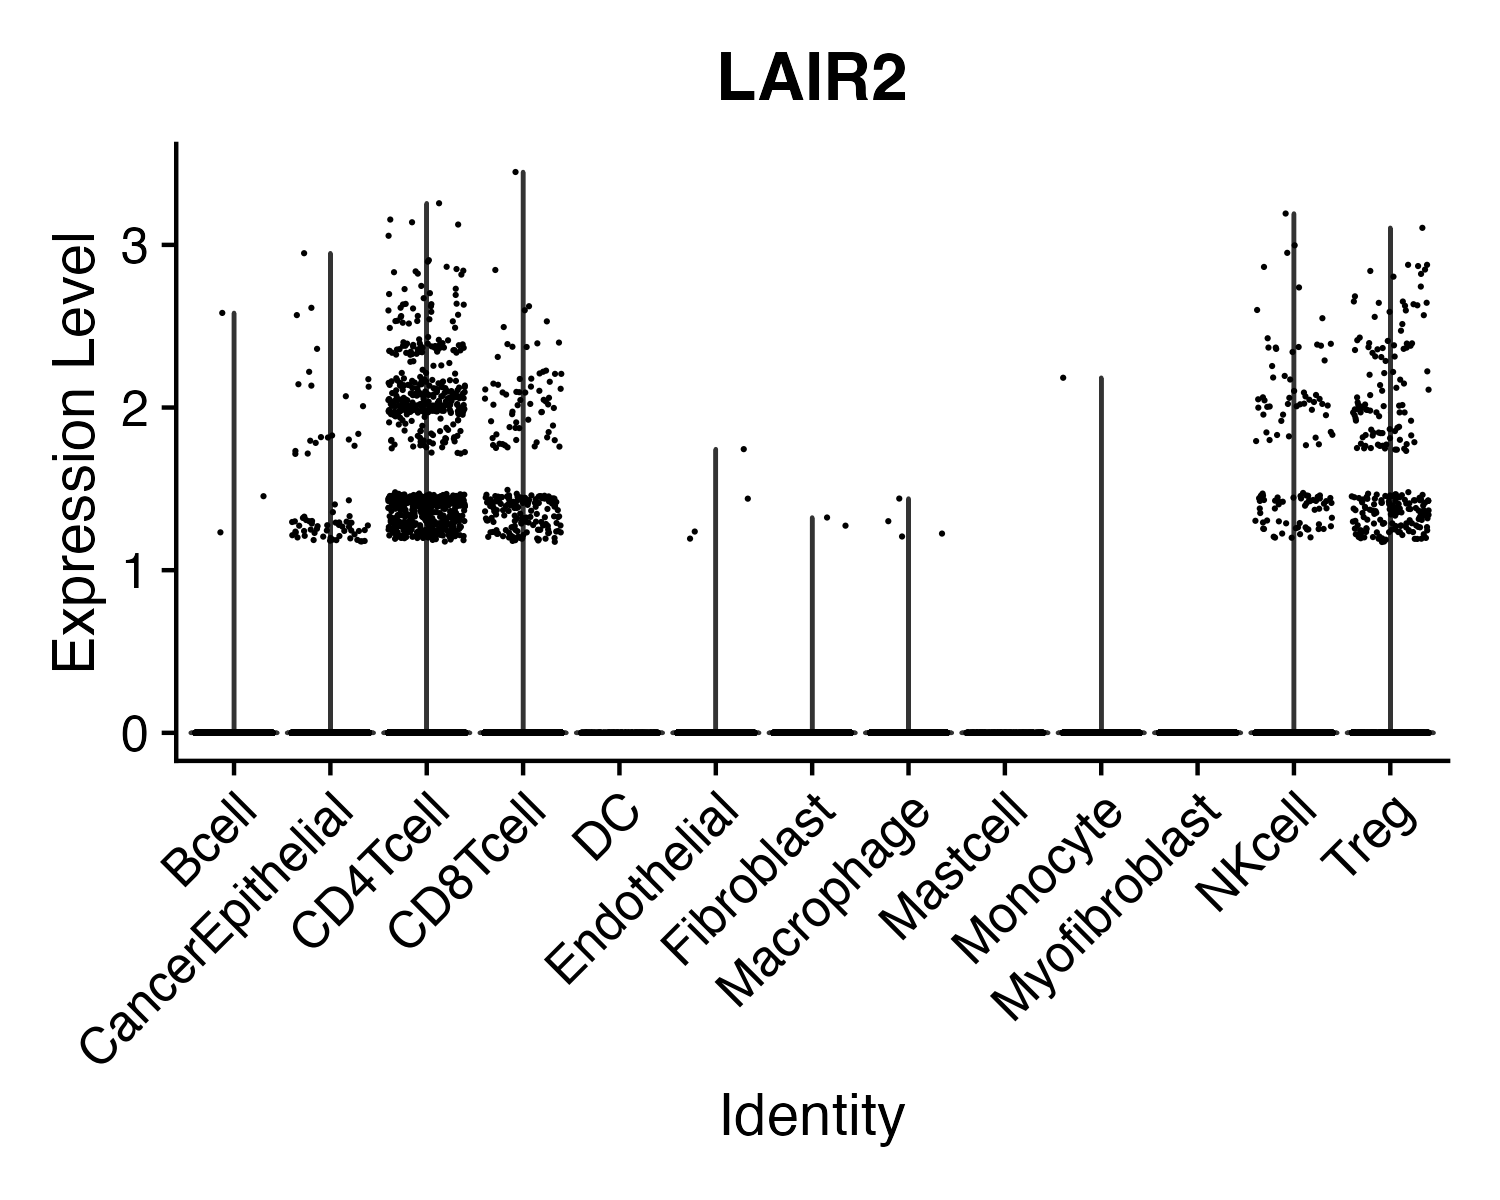 LAIR2
Expression Level
3
2
1
0
Bcell
CancerEpithelial
CD4Tcell
CD8Tcell
DC
Endothelial
Fibroblast
Macrophage
Mastcell
Monocyte
Myofibroblast
NKcell
Treg
Identity